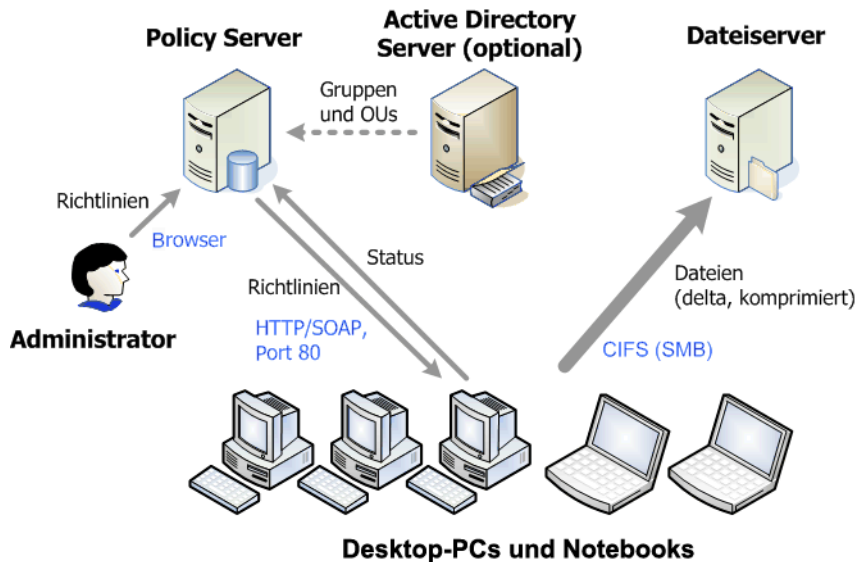 Policy Server
Active Directory
Server (optional)
Dateiserver
Gruppen
und OUs
Richtlinien
Browser
Administrator
Status
Richtlinien
HTTP/SOAP,
Port 80
Dateien
(delta, komprimiert)
CIFS (SMB)
Desktop-PCs und Notebooks